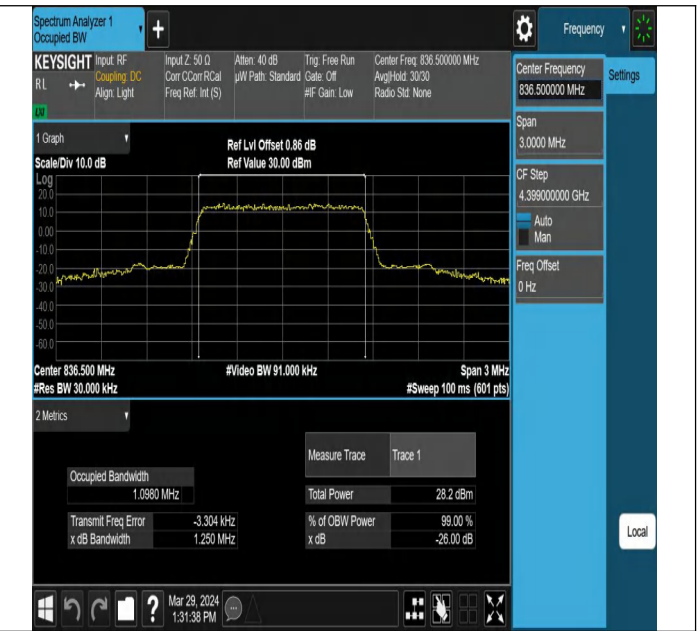 Spectrum Analyzer 1
Occupied BW
+
Frequency
KEYSIGHT
RL
Input: RF
Coupling: DC
Align: Light
Input Z: 50 Ω
Corr CCorr RCal
Freq Ref: Int (S)
Atten: 40 dB
µW Path: Standard
Trig: Free Run
Gate: Off
#IF Gain: Low
Center Freq: 836.500000 MHz
Avg|Hold: 30/30
Radio Std: None
Center Frequency
836.500000 MHz
Settings
Span
3.0000 MHz
CF Step
4.399000000 GHz
Auto
Man
Freq Offset
0 Hz
1 Graph
Scale/Div 10.0 dB
Ref Lvl Offset 0.86 dB
Ref Value 30.00 dBm
Log
20.0
10.0
0.00
-10.0
-20.0
-30.0
-40.0
-50.0
-60.0
Center 836.500 MHz
#Video BW 91.000 kHz
Span 3 MHz
#Res BW 30.000 kHz
#Sweep 100 ms (601 pts)
2 Metrics
Measure Trace Trace 1
Occupied Bandwidth
1.0980 MHz
Total Power 28.2 dBm
Transmit Freq Error -3.304 kHz
% of OBW Power 99.00 %
x dB Bandwidth 1.250 MHz
x dB -26.00 dB
Local
?
Mar 29, 2024
1:31:38 PM